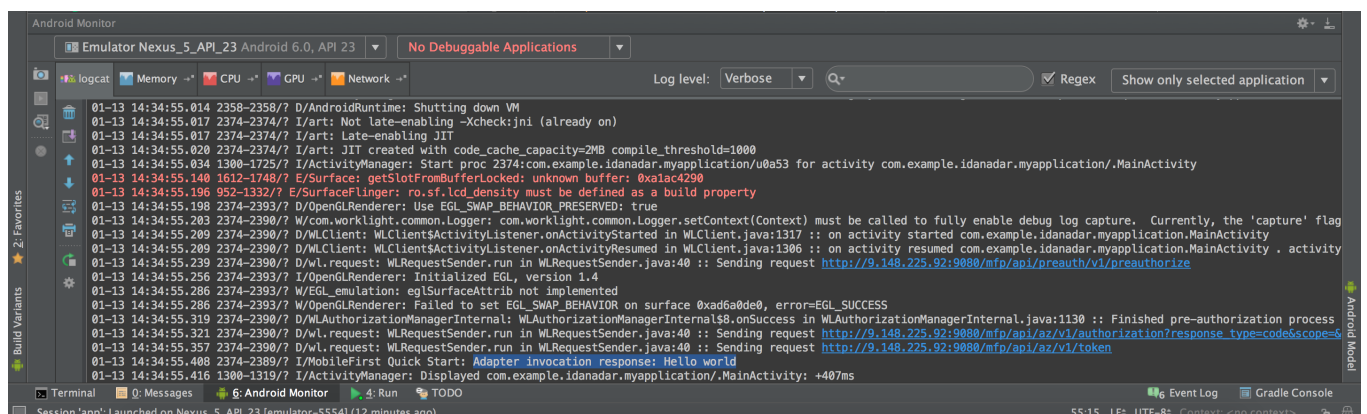 Android Monitor
Emulator Nexus_5_API_23 Android 6.0, API 23 No Debuggable Applications
logcat Memory CPU GPU Network Log level: Verbose Regex Show only selected application
01-13 14:34:55.014 2358-2358/? D/AndroidRuntime: Shutting down VM
01-13 14:34:55.017 2374-2374/? I/art: Not late-enabling -Xcheck:jni (already on)
01-13 14:34:55.017 2374-2374/? I/art: Late-enabling JIT
01-13 14:34:55.020 2374-2374/? I/art: JIT created with code_cache_capacity=2MB compile_threshold=1000
01-13 14:34:55.034 1300-1725/? I/ActivityManager: Start proc 2374:com.example.idanadar.myapplication/u0a53 for activity com.example.idanadar.myapplication/.MainActivity
01-13 14:34:55.140 1612-1748/? E/Surface: getSlotFromBufferLocked: unknown buffer: 0xa1ac4290
01-13 14:34:55.196 952-1332/? E/SurfaceFlinger: ro.sf.lcd_density must be defined as a build property
01-13 14:34:55.198 2374-2393/? D/OpenGLRenderer: Use EGL_SWAP_BEHAVIOR_PRESERVED: true
01-13 14:34:55.203 2374-2390/? W/com.worklight.common.Logger: com.worklight.common.Logger.setContext(Context) must be called to fully enable debug log capture.  Currently, the 'capture' flag
01-13 14:34:55.209 2374-2390/? D/WLClient: WLClient$ActivityListener.onActivityStarted in WLClient.java:1317 :: on activity started com.example.idanadar.myapplication.MainActivity
01-13 14:34:55.209 2374-2390/? D/WLClient: WLClient$ActivityListener.onActivityResumed in WLClient.java:1306 :: on activity resumed com.example.idanadar.myapplication.MainActivity . activity
01-13 14:34:55.239 2374-2390/? D/wl.request: WLRequestSender.run in WLRequestSender.java:40 :: Sending request http://9.148.225.92:9080/mfp/api/preauth/v1/preauthorize
01-13 14:34:55.256 2374-2393/? I/OpenGLRenderer: Initialized EGL, version 1.4
01-13 14:34:55.286 2374-2393/? W/EGL_emulation: eglSurfaceAttrib not implemented
01-13 14:34:55.286 2374-2393/? W/OpenGLRenderer: Failed to set EGL_SWAP_BEHAVIOR on surface 0xad6a0de0, error=EGL_SUCCESS
01-13 14:34:55.319 2374-2390/? D/WLAuthorizationManagerInternal: WLAuthorizationManagerInternal$8.onSuccess in WLAuthorizationManagerInternal.java:1130 :: Finished pre-authorization process
01-13 14:34:55.321 2374-2390/? D/wl.request: WLRequestSender.run in WLRequestSender.java:40 :: Sending request http://9.148.225.92:9080/mfp/api/az/v1/authorization?response_type=code&scope=&
01-13 14:34:55.357 2374-2390/? D/wl.request: WLRequestSender.run in WLRequestSender.java:40 :: Sending request http://9.148.225.92:9080/mfp/api/az/v1/token
01-13 14:34:55.408 2374-2389/? I/MobileFirst Quick Start: Adapter invocation response: Hello world
01-13 14:34:55.416 1300-1319/? I/ActivityManager: Displayed com.example.idanadar.myapplication/.MainActivity: +407ms
2: Favorites
Build Variants
Android Model
Terminal 0: Messages 6: Android Monitor 4: Run TODO 6 Event Log Gradle Console
Session 'app': Launched on Nexus_5_API_23 [emulator-5554] (12 minutes ago) 55:15 LF UTF-8 Context: <no context>